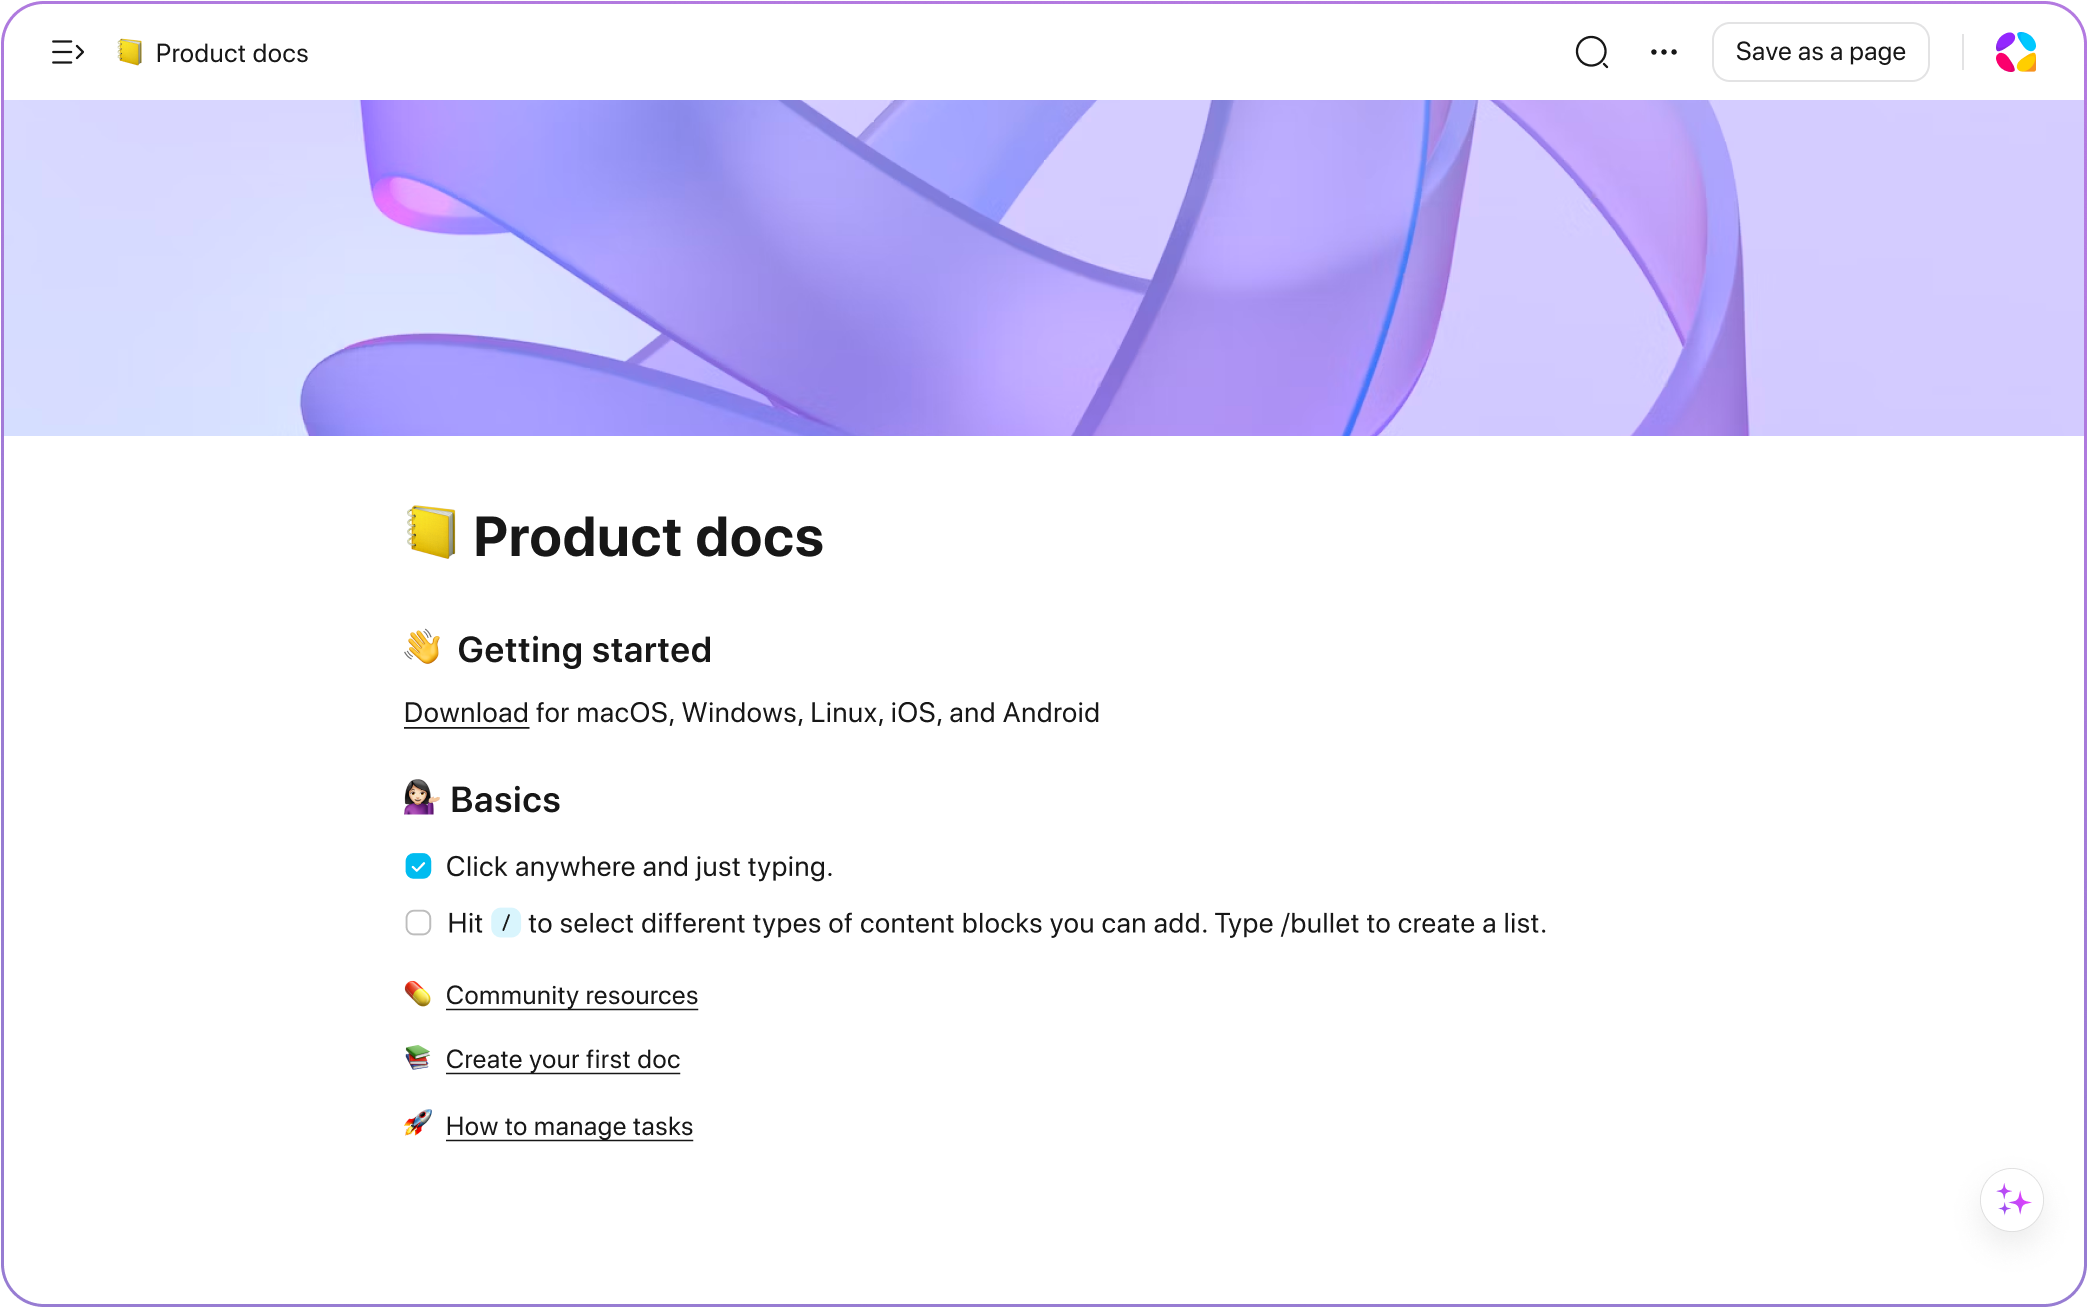 Product docs
Save as a page
Product docs
Getting started
Download for macOS, Windows, Linux, iOS, and Android
Basics
Click anywhere and just typing.
Hit / to select different types of content blocks you can add. Type /bullet to create a list.
Community resources
Create your first doc
How to manage tasks